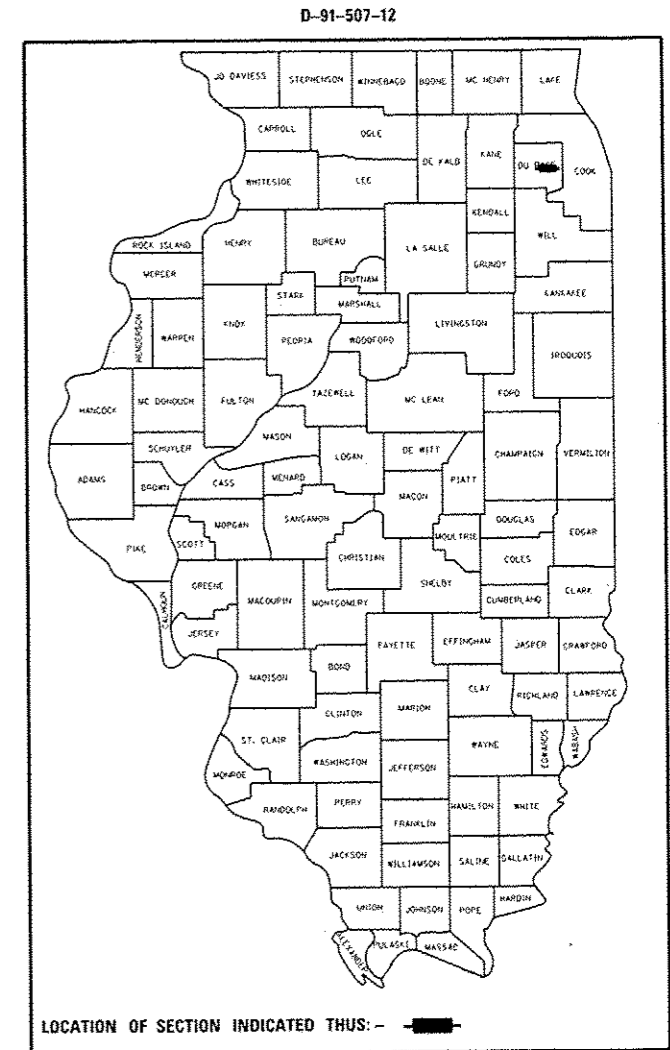 D-91-507-12
JO DAVIESS STEPHENSON WINNEBAGO BOONE MC HENRY LAKE
CARROLL OGLE
DE KALB KANE DU PAGE COOK
WHITESIDE LEE
KENDALL
WILL
ROCK ISLAND HENRY BUREAU LA SALLE
GRUNDY
MERCER PUTNAM
KANKAKEE
STARK MARSHALL
HENDERSON WARREN KNOX LIVINGSTON
PEORIA WOODFORD IROQUOIS
HANCOCK MC DONOUGH FULTON TAZEWELL MC LEAN FORD
MASON
SCHUYLER LOGAN DE WITT CHAMPAIGN VERMILION
ADAMS BROWN CASS MENARD PIATT
MACON
MORGAN SANGAMON DOUGLAS
PIKE SCOTT MOULTRIE EDGAR
CHRISTIAN COLES
GREENE SHELBY
CALHOUN MACOUPIN MONTGOMERY CUMBERLAND CLARK
JERSEY
FAYETTE EFFINGHAM JASPER CRAWFORD
BOND
MADISON CLAY
MARION RICHLAND LAWRENCE
CLINTON
ST. CLAIR WAYNE EDWARDS WABASH
WASHINGTON JEFFERSON
MONROE
RANDOLPH PERRY HAMILTON WHITE
FRANKLIN
JACKSON
WILLIAMSON SALINE GALLATIN
HARDIN
UNION JOHNSON POPE
ALEXANDER PULASKI MASSAC
LOCATION OF SECTION INDICATED THUS: -